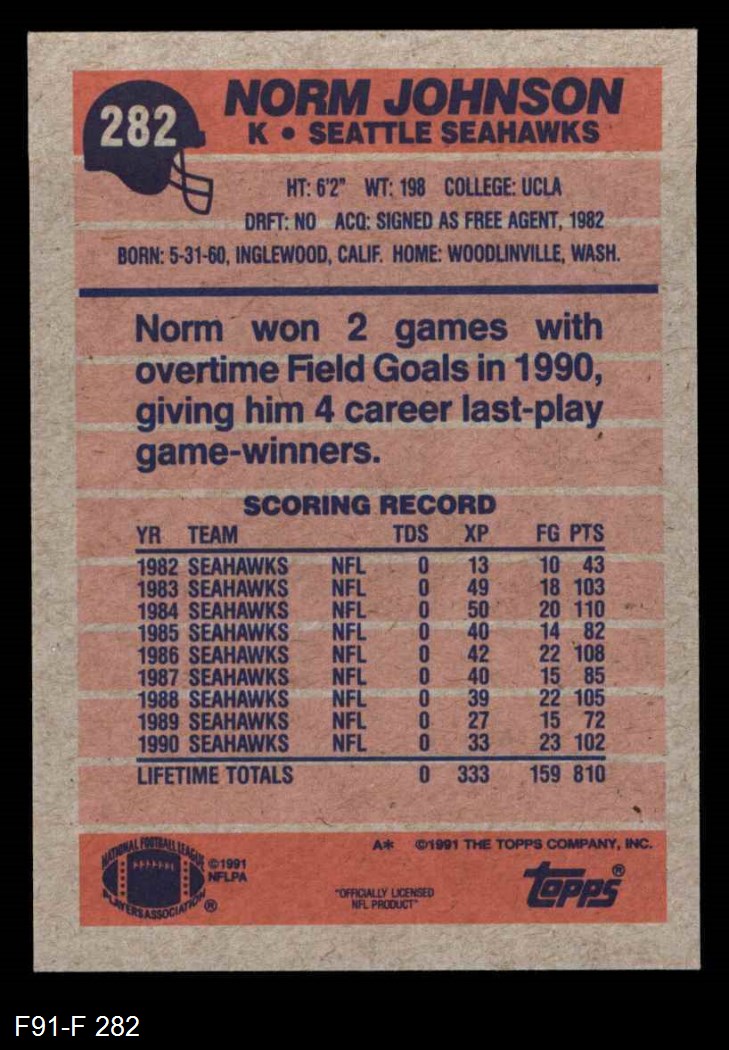 282
NORM JOHNSON
K • SEATTLE SEAHAWKS
HT: 6'2" WT: 198 COLLEGE: UCLA
DRFT: NO ACQ: SIGNED AS FREE AGENT, 1982
BORN: 5-31-60, INGLEWOOD, CALIF. HOME: WOODLINVILLE, WASH.
Norm won 2 games with
overtime Field Goals in 1990,
giving him 4 career last-play
game-winners.
SCORING RECORD
YR TEAM TDS XP FG PTS
1982 SEAHAWKS NFL 0 13 10 43
1983 SEAHAWKS NFL 0 49 18 103
1984 SEAHAWKS NFL 0 50 20 110
1985 SEAHAWKS NFL 0 40 14 82
1986 SEAHAWKS NFL 0 42 22 108
1987 SEAHAWKS NFL 0 40 15 85
1988 SEAHAWKS NFL 0 39 22 105
1989 SEAHAWKS NFL 0 27 15 72
1990 SEAHAWKS NFL 0 33 23 102
LIFETIME TOTALS 0 333 159 810
A* ©1991 THE TOPPS COMPANY, INC.
NATIONAL FOOTBALL LEAGUE
PLAYERS ASSOCIATION ®
©1991
NFLPA
"OFFICIALLY LICENSED
NFL PRODUCT"
topps®
F91-F 282